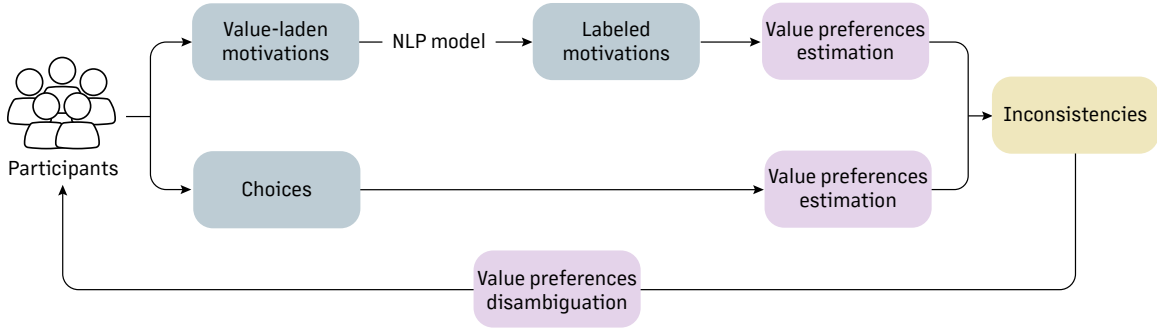 Value-laden
motivations
NLP model
Labeled
motivations
Value preferences
estimation
Inconsistencies
Participants
Choices
Value preferences
estimation
Value preferences
disambiguation